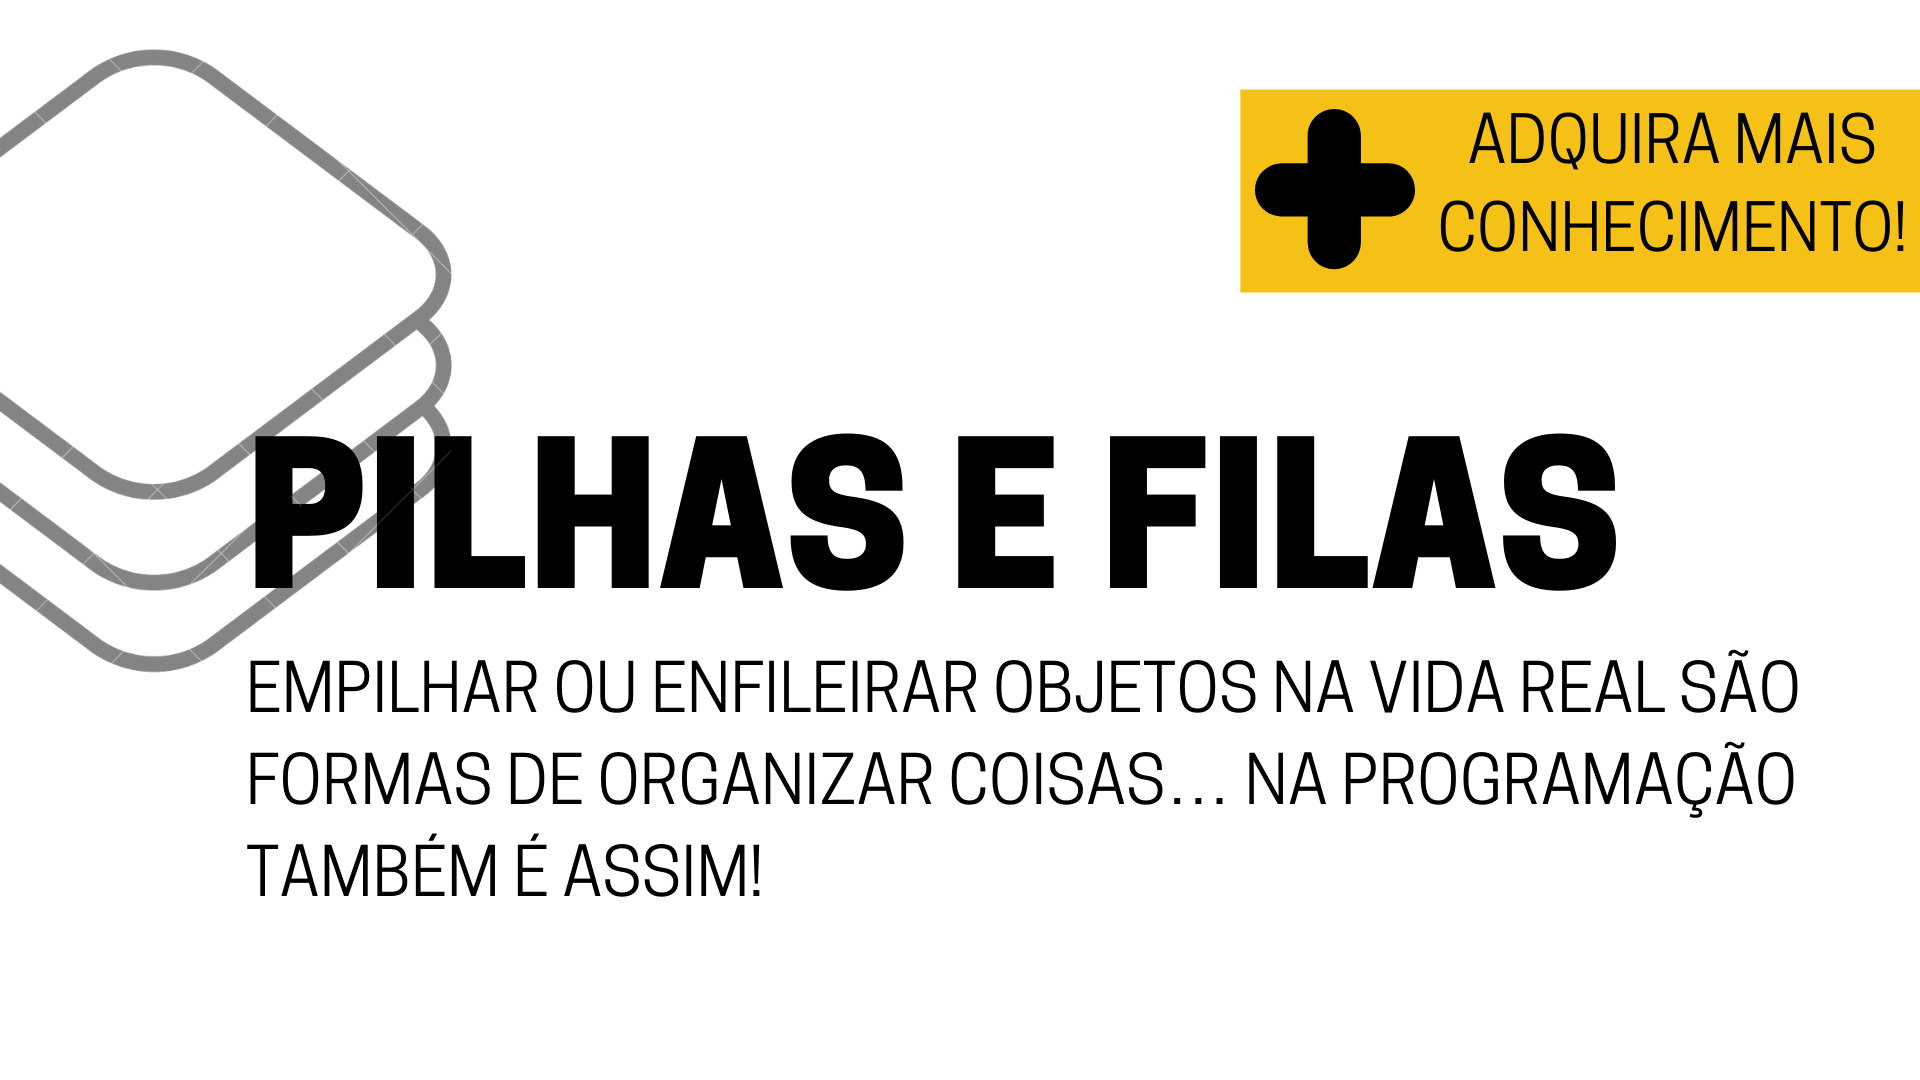 ADQUIRA MAIS
CONHECIMENTO!
PILHAS E FILAS
EMPILHAR OU ENFILEIRAR OBJETOS NA VIDA REAL SÃO
FORMAS DE ORGANIZAR COISAS... NA PROGRAMAÇÃO
TAMBÉM É ASSIM!